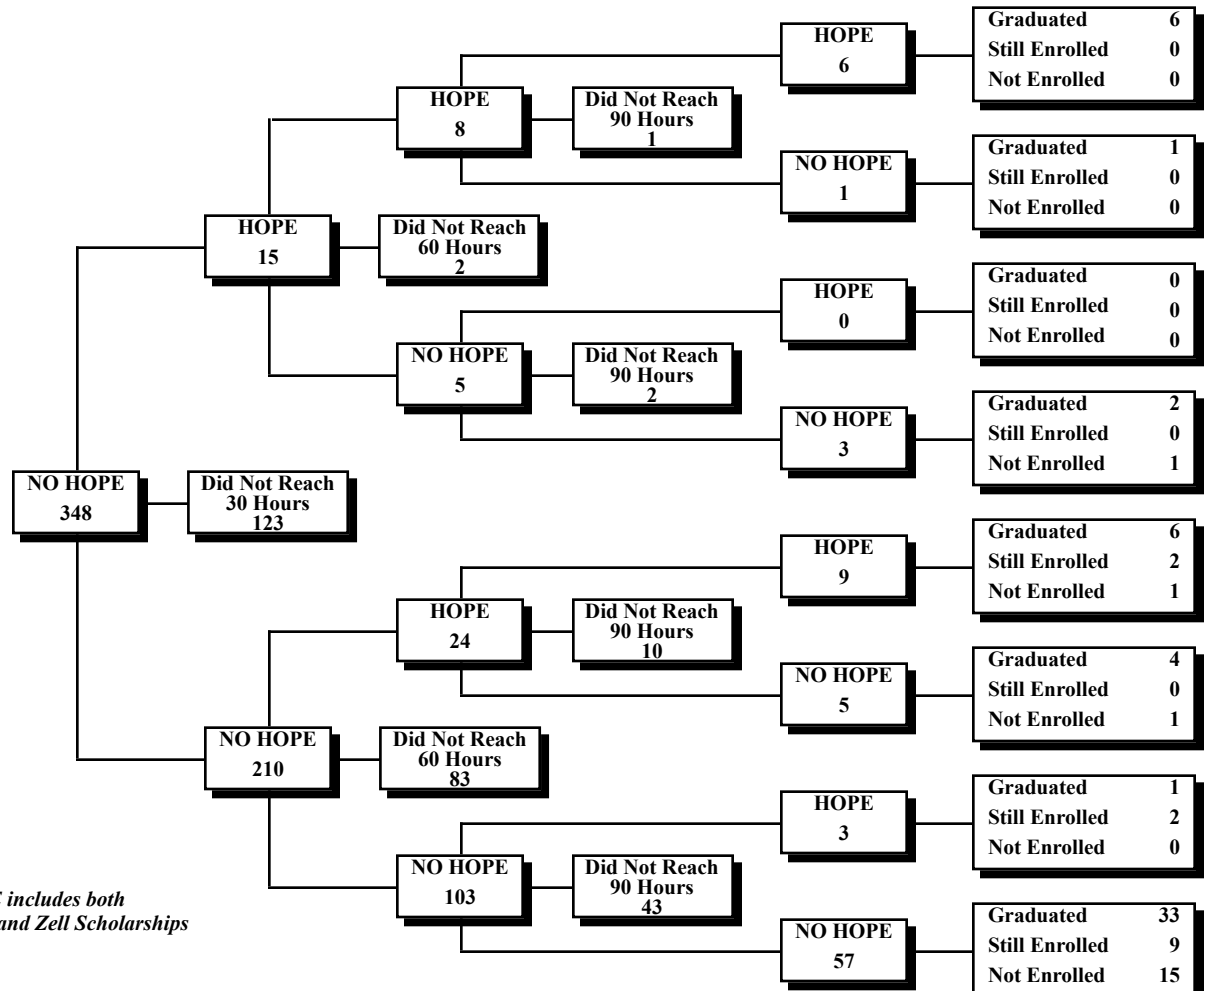 Graduated 6
HOPE
Still Enrolled 0
6
Not Enrolled 0
HOPE
8
Did Not Reach
90 Hours
1
Graduated 1
NO HOPE
Still Enrolled 0
1
Not Enrolled 0
HOPE
15
Did Not Reach
60 Hours
2
Graduated 0
HOPE
Still Enrolled 0
0
Not Enrolled 0
NO HOPE
5
Did Not Reach
90 Hours
2
Graduated 2
NO HOPE
Still Enrolled 0
3
Not Enrolled 1
NO HOPE
348
Did Not Reach
30 Hours
123
Graduated 6
HOPE
Still Enrolled 2
9
Not Enrolled 1
HOPE
24
Did Not Reach
90 Hours
10
Graduated 4
NO HOPE
Still Enrolled 0
5
Not Enrolled 1
NO HOPE
210
Did Not Reach
60 Hours
83
Graduated 1
HOPE
Still Enrolled 2
3
Not Enrolled 0
NO HOPE
103
Did Not Reach
90 Hours
43
includes both
and Zell Scholarships
Graduated 33
NO HOPE
Still Enrolled 9
57
Not Enrolled 15